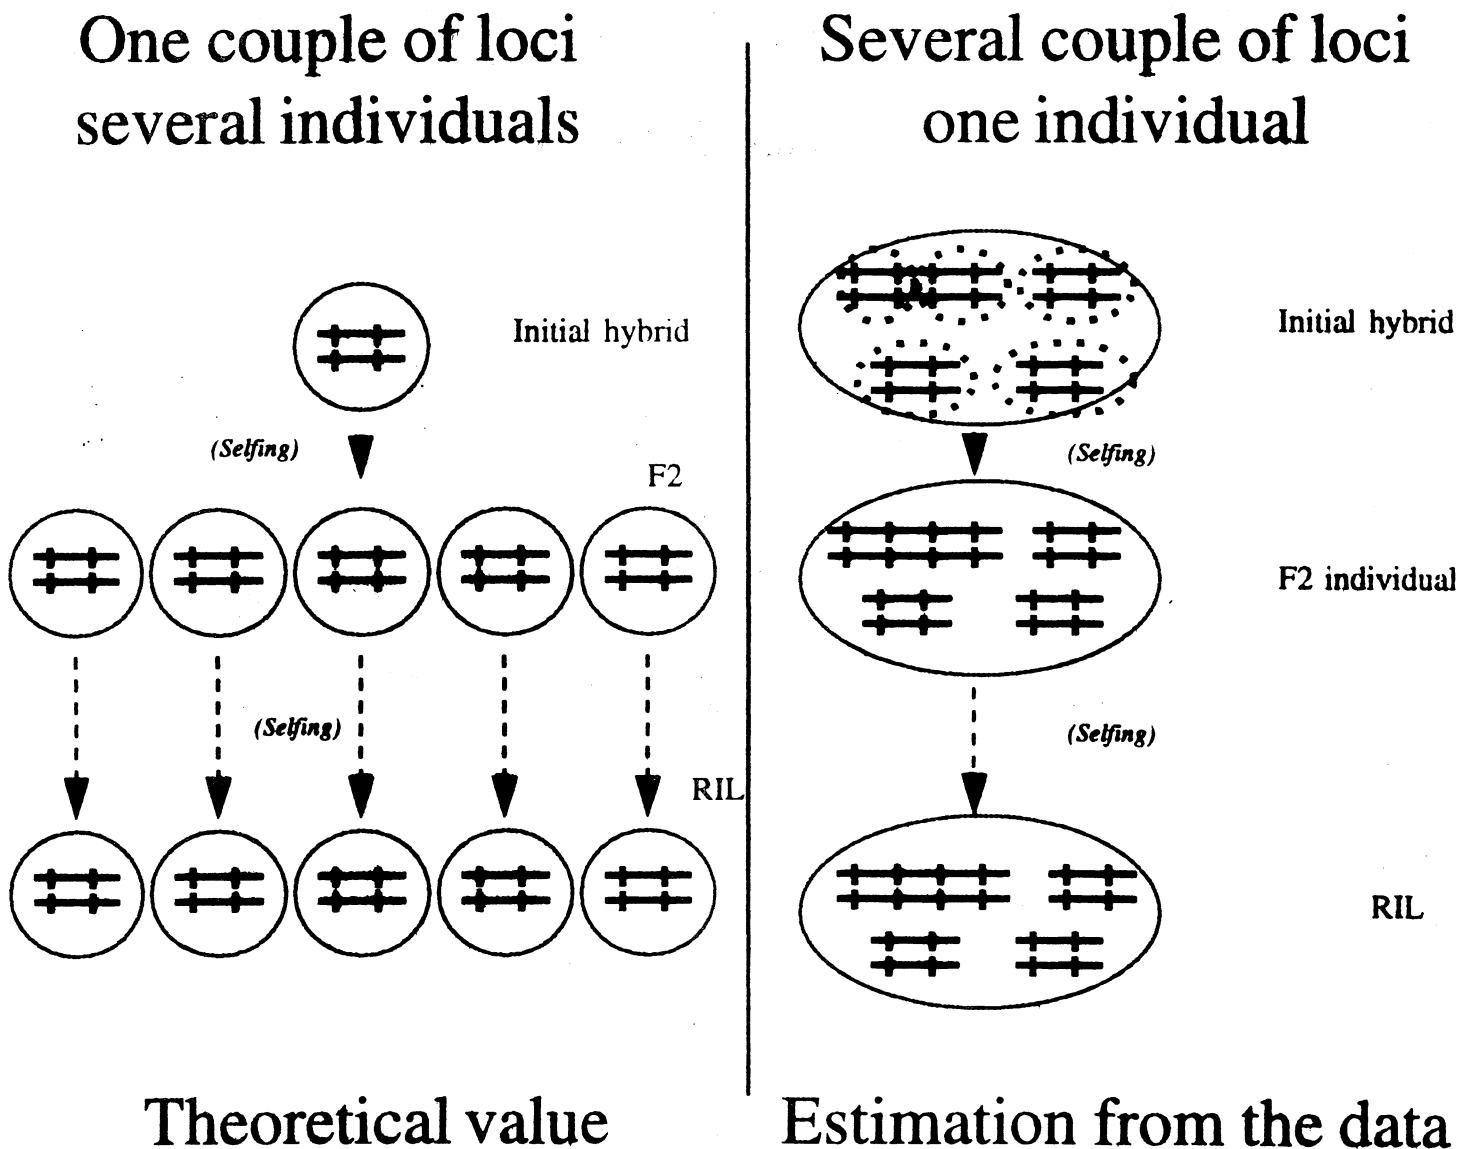 One couple of loci
several individuals
Initial hybrid
(Selfing)
F2
(Selfing)
RIL
Theoretical value
Several couple of loci
one individual
Initial hybrid
(Selfing)
F2 individual
(Selfing)
RIL
Estimation from the data